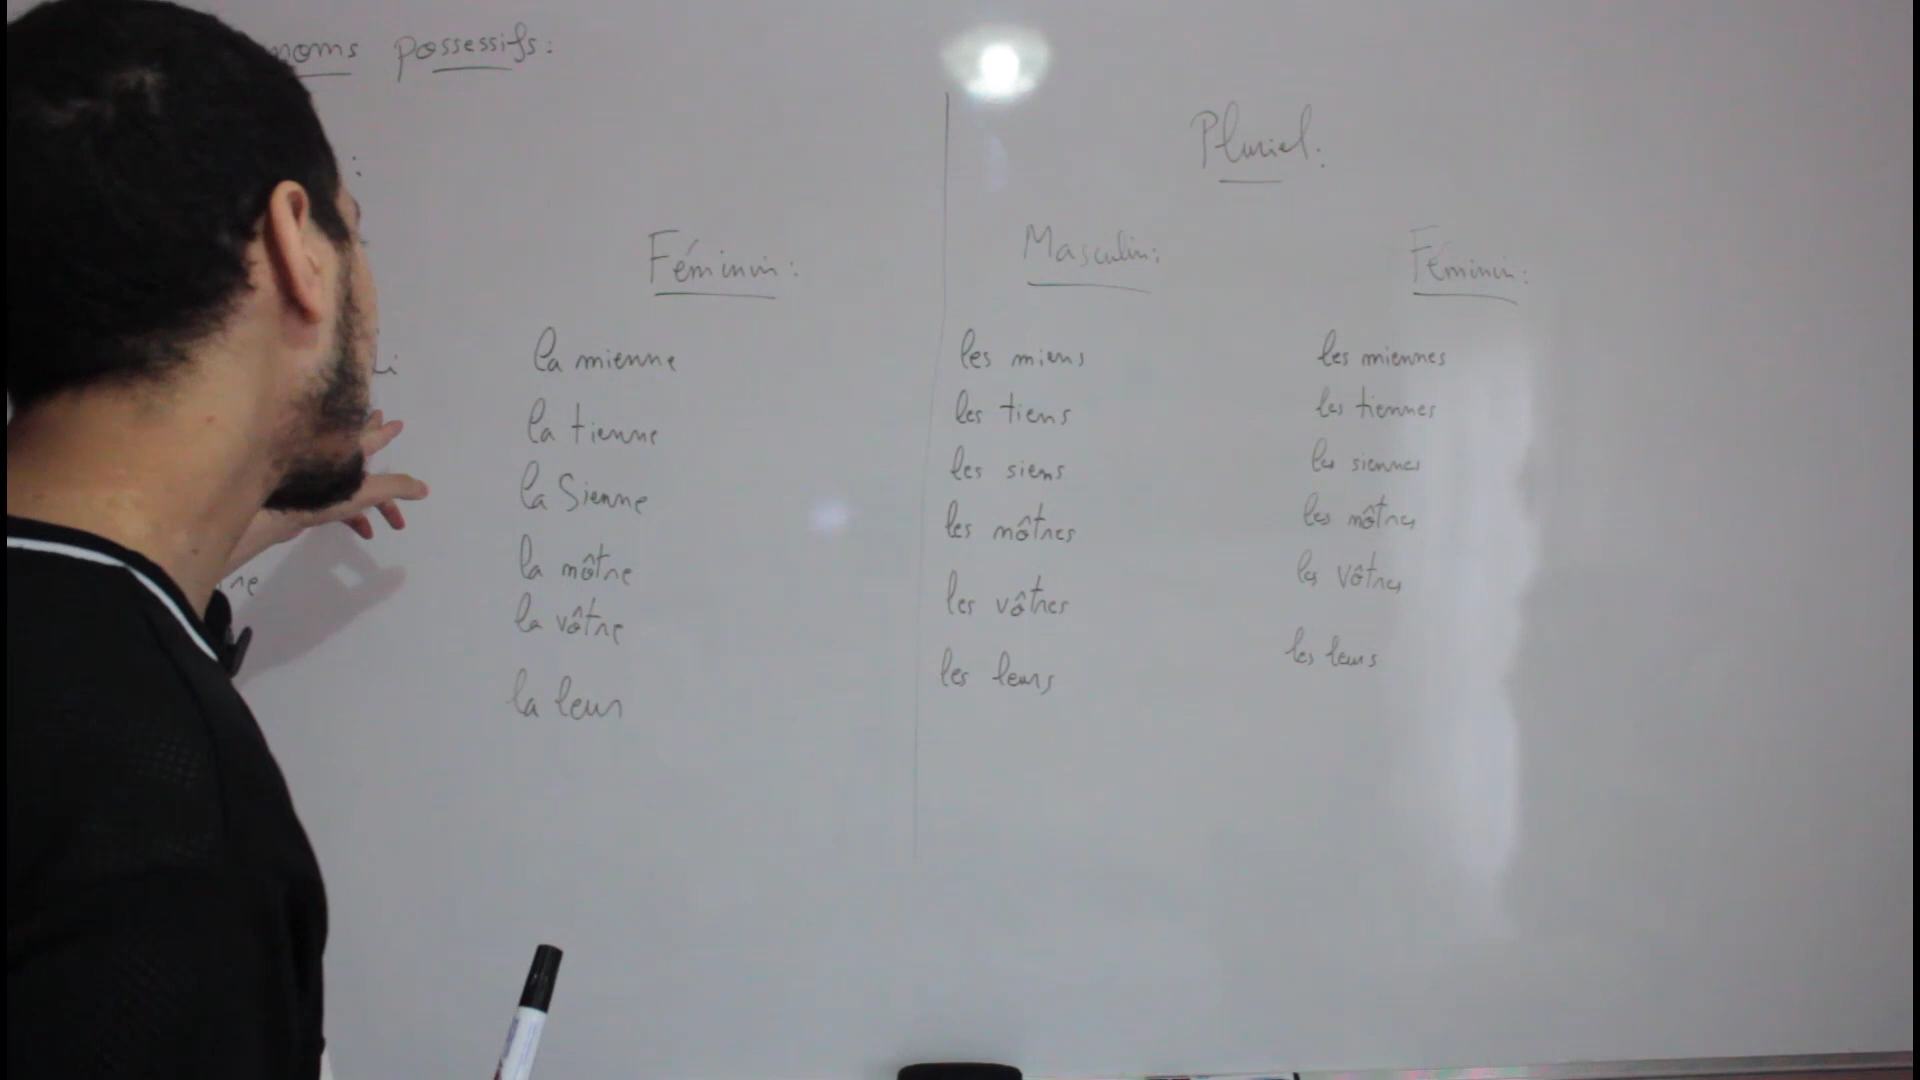 noms possessifs:
:
Pluriel:
Féminin:
Masculin:
Féminin:
la mienne
les miens
les miennes
la tienne
les tiens
les tiennes
la Sienne
les siens
les siennes
la nôtre
les nôtres
les nôtres
la vôtre
les vôtres
les vôtres
la leur
les leurs
les leurs